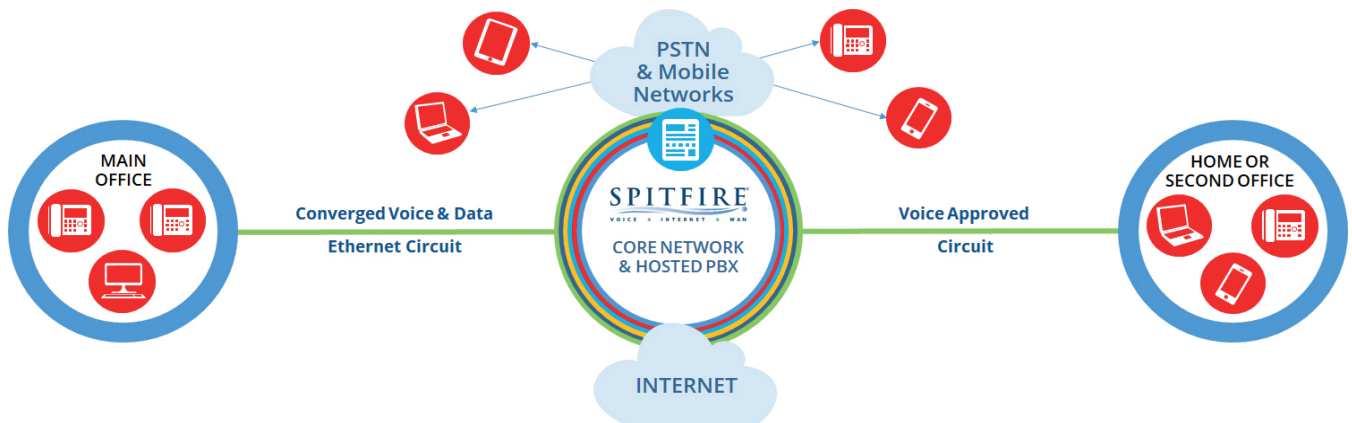 PSTN
& Mobile
Networks
MAIN
OFFICE
Converged Voice & Data
Ethernet Circuit
SPITFIRE®
VOICE + INTERNET + WAN
CORE NETWORK
& HOSTED PBX
Voice Approved
Circuit
HOME OR
SECOND OFFICE
INTERNET